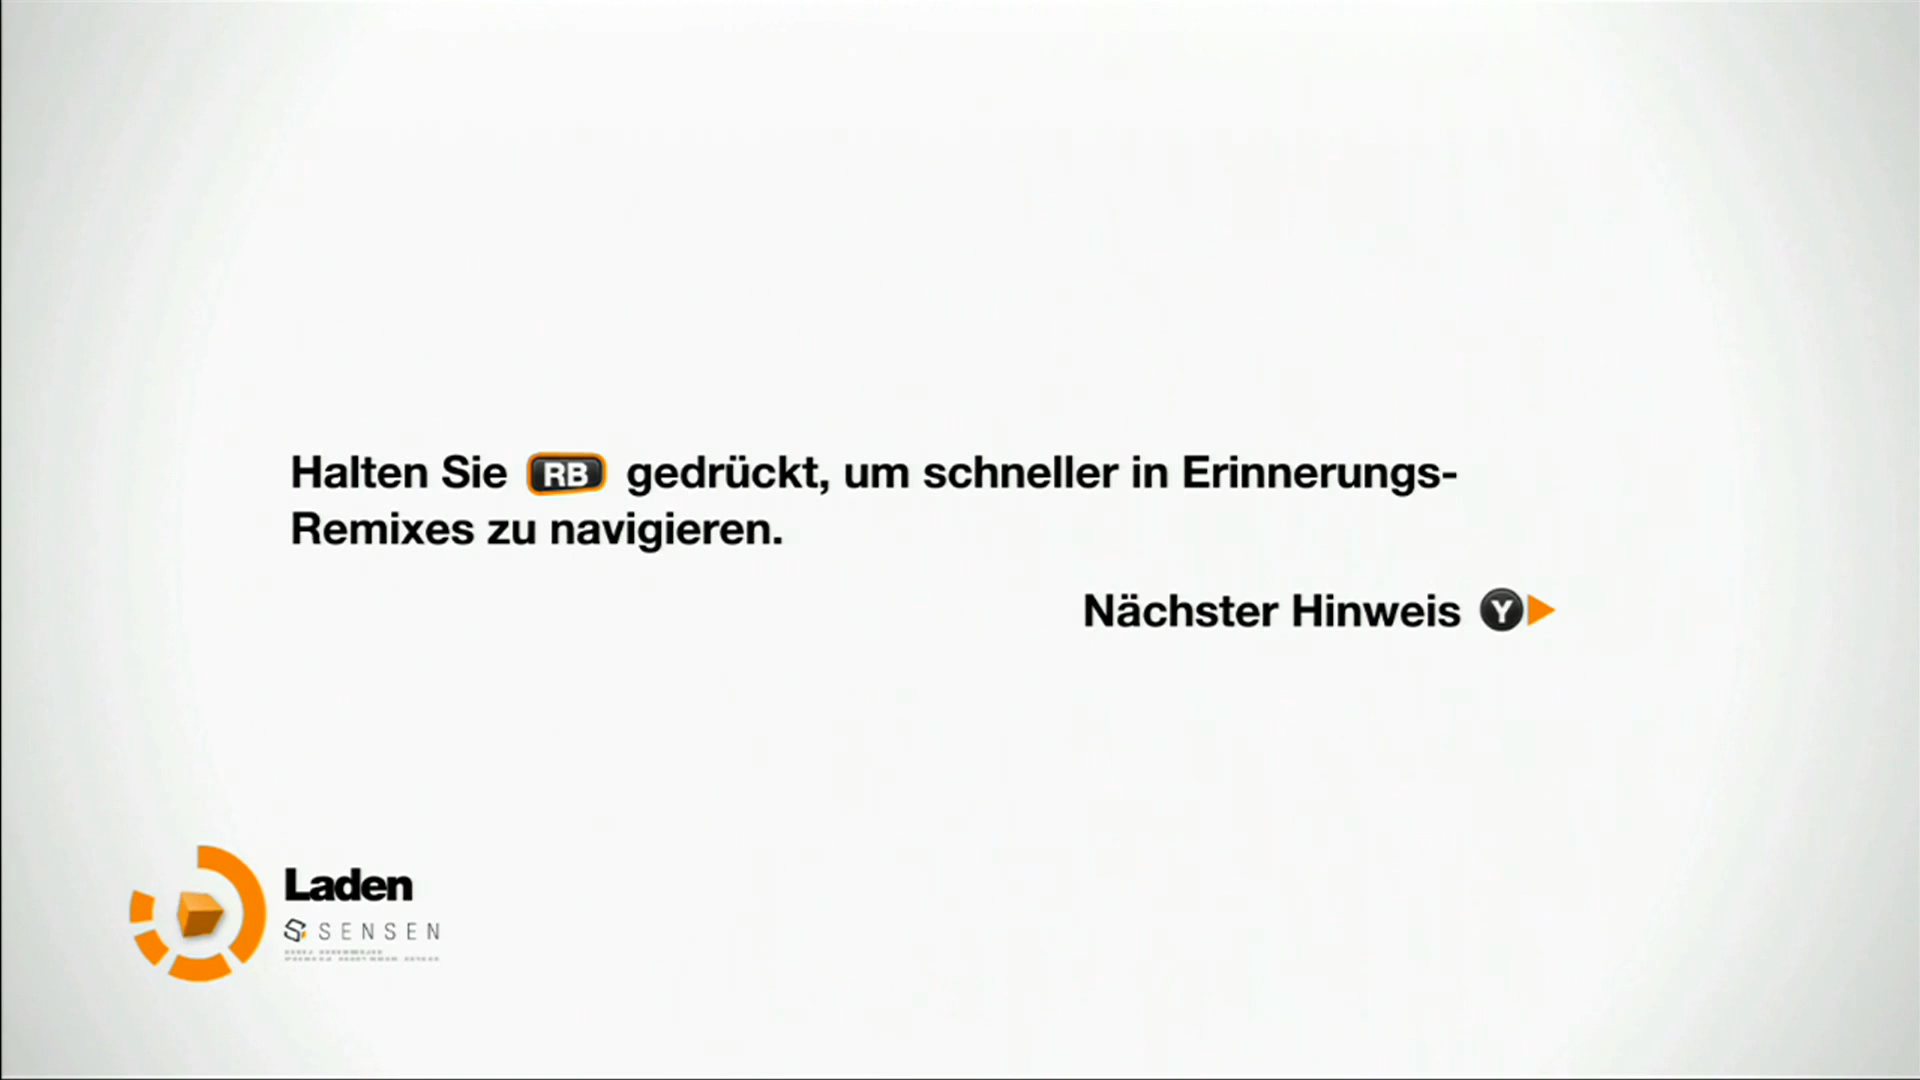 Halten Sie RB gedrückt, um schneller in Erinnerungs-
Remixes zu navigieren.
Nächster Hinweis Y
Laden
SENSEN